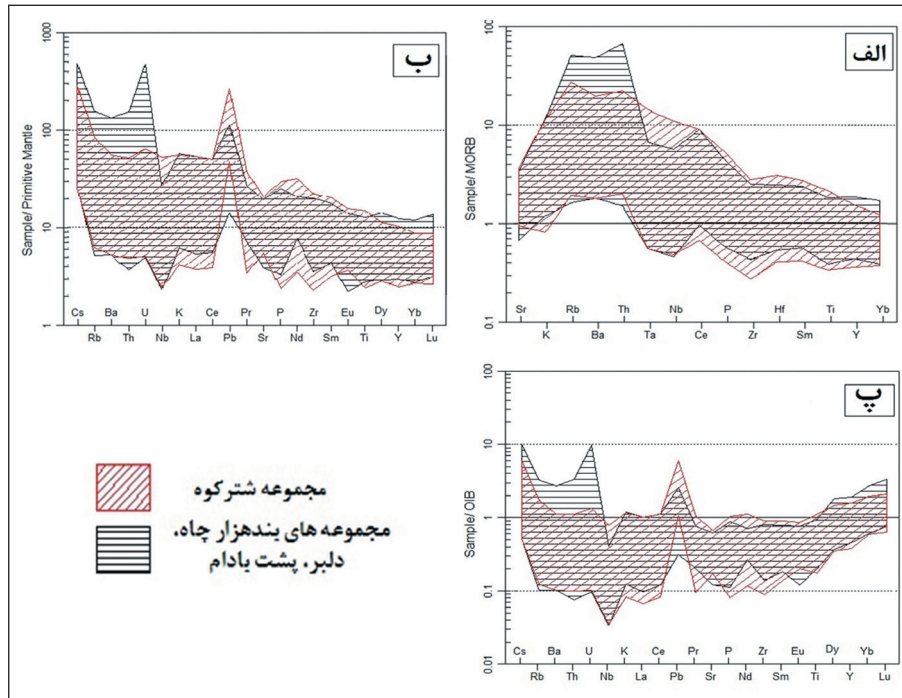 ب
1000
100
10
1
Sample/ Primitive Mantle
Cs Ba U K Ce Pr P Zr Eu Dy Yb
Rb Th Nb La Pb Sr Nd Sm Ti Y Lu
الف
100
10
1
0.1
Sample/ MORB
Sr Rb Th Nb P Hf Ti Yb
K Ba Ta Ce Zr Sm Y
پ
100
10
1
0.1
0.01
Sample/ OIB
Cs Ba U K Ce Pr P Zr Eu Dy Yb
Rb Th Nb La Pb Sr Nd Sm Ti Y Lu
مجموعه شترکوه
مجموعه های بندهزار چاه،
دلبر، پشت بادام